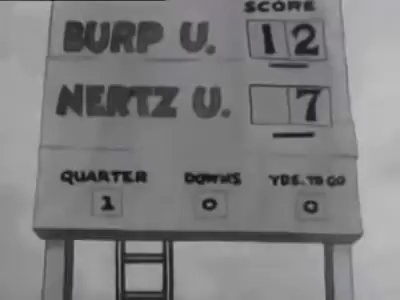 SCORE
BURP U. 12
NERTZ U. 7
QUARTER DOWNS YDS. TO GO
1 0 0